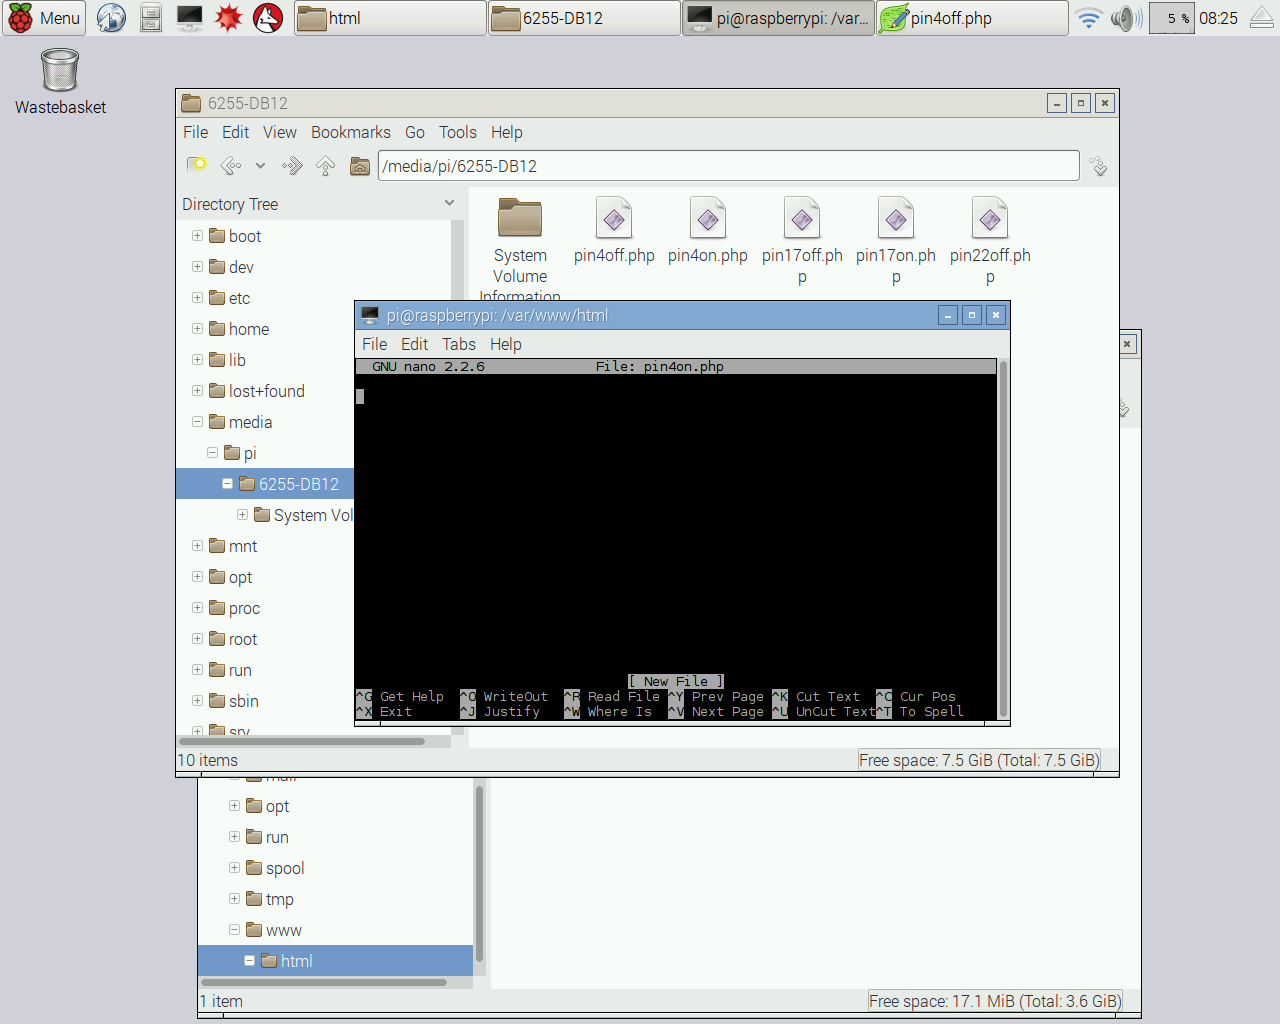 Menu
html
6255-DB12
pi@raspberrypi: /var...
pin4off.php
5 %
08:25
Wastebasket
6255-DB12
File Edit View Bookmarks Go Tools Help
/media/pi/6255-DB12
Directory Tree
boot
dev
etc
home
lib
lost+found
media
pi
6255-DB12
System Vol
mnt
opt
proc
root
run
sbin
srv
System
Volume
Information
pin4off.php
pin4on.php
pin17off.ph
p
pin17on.ph
p
pin22off.ph
p
10 items
Free space: 7.5 GiB (Total: 7.5 GiB)
pi@raspberrypi: /var/www/html
File Edit Tabs Help
GNU nano 2.2.6 File: pin4on.php
[ New File ]
^G Get Help ^O WriteOut ^R Read File ^Y Prev Page ^K Cut Text ^C Cur Pos
^X Exit ^J Justify ^W Where Is ^V Next Page ^U UnCut Text ^T To Spell
mail
opt
run
spool
tmp
www
html
1 item
Free space: 17.1 MiB (Total: 3.6 GiB)